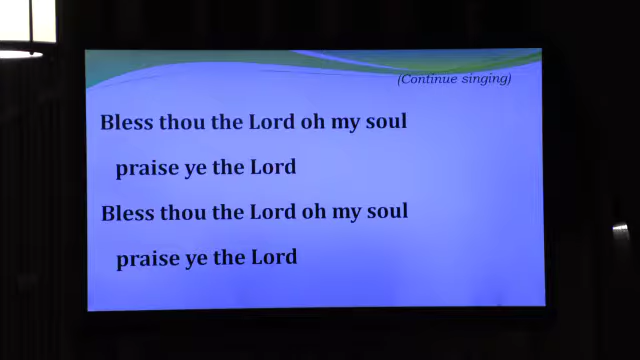 (Continue singing)
Bless thou the Lord oh my soul
praise ye the Lord
Bless thou the Lord oh my soul
praise ye the Lord